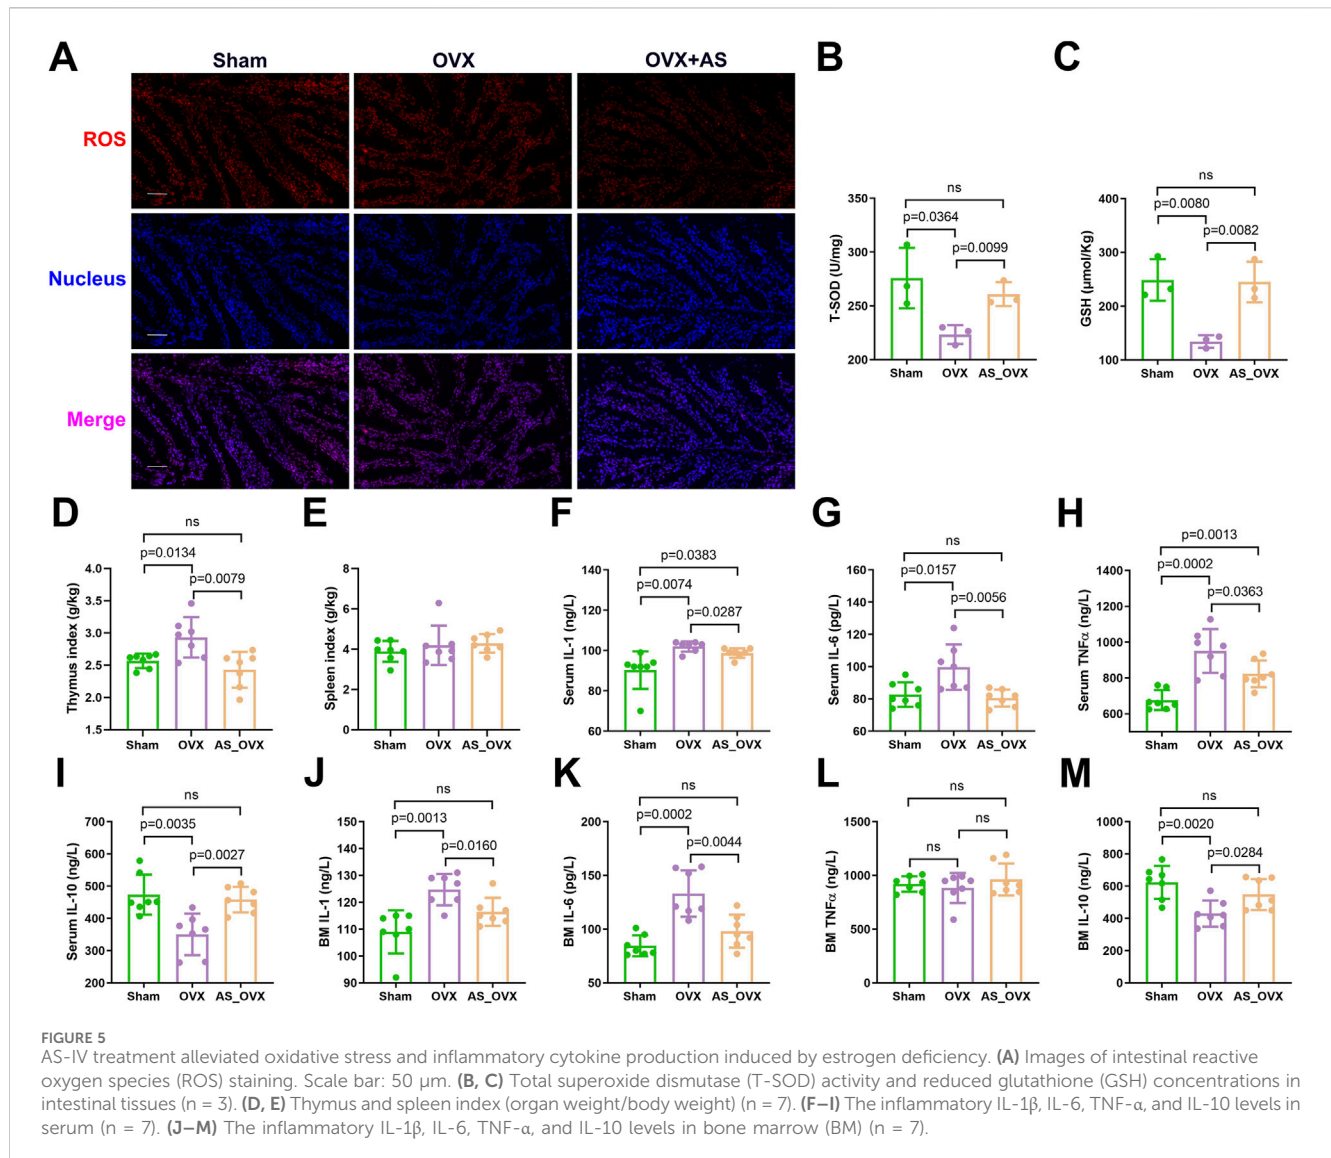 A
Sham
OVX
OVX+AS
ROS
Nucleus
Merge
B
T-SOD (U/mg)
350
300
250
200
ns
p=0.0364
p=0.0099
Sham
OVX
AS_OVX
C
GSH (μmol/Kg)
400
300
200
100
ns
p=0.0080
p=0.0082
Sham
OVX
AS_OVX
D
Thymus index (g/kg)
4.0
3.5
3.0
2.5
2.0
1.5
ns
p=0.0134
p=0.0079
Sham
OVX
AS_OVX
E
Spleen index (g/kg)
8
6
4
2
0
Sham
OVX
AS_OVX
F
Serum IL-1 (ng/L)
140
120
100
80
60
p=0.0383
p=0.0074
p=0.0287
Sham
OVX
AS_OVX
G
Serum IL-6 (pg/L)
160
140
120
100
80
60
ns
p=0.0157
p=0.0056
Sham
OVX
AS_OVX
H
Serum TNFα (ng/L)
1400
1200
1000
800
600
p=0.0013
p=0.0002
p=0.0363
Sham
OVX
AS_OVX
I
Serum IL-10 (ng/L)
700
600
500
400
300
200
ns
p=0.0035
p=0.0027
Sham
OVX
AS_OVX
J
BM IL-1 (ng/L)
150
140
130
120
110
100
90
ns
p=0.0013
p=0.0160
Sham
OVX
AS_OVX
K
BM IL-6 (pg/L)
200
150
100
50
ns
p=0.0002
p=0.0044
Sham
OVX
AS_OVX
L
BM TNFα (ng/L)
1500
1000
500
0
ns
ns
ns
Sham
OVX
AS_OVX
M
BM IL-10 (ng/L)
1000
800
600
400
200
0
ns
p=0.0020
p=0.0284
Sham
OVX
AS_OVX
FIGURE 5
AS-IV treatment alleviated oxidative stress and inflammatory cytokine production induced by estrogen deficiency. (A) Images of intestinal reactive
oxygen species (ROS) staining. Scale bar: 50 μm. (B, C) Total superoxide dismutase (T-SOD) activity and reduced glutathione (GSH) concentrations in
intestinal tissues (n = 3). (D, E) Thymus and spleen index (organ weight/body weight) (n = 7). (F–I) The inflammatory IL-1β, IL-6, TNF-α, and IL-10 levels in
serum (n = 7). (J–M) The inflammatory IL-1β, IL-6, TNF-α, and IL-10 levels in bone marrow (BM) (n = 7).